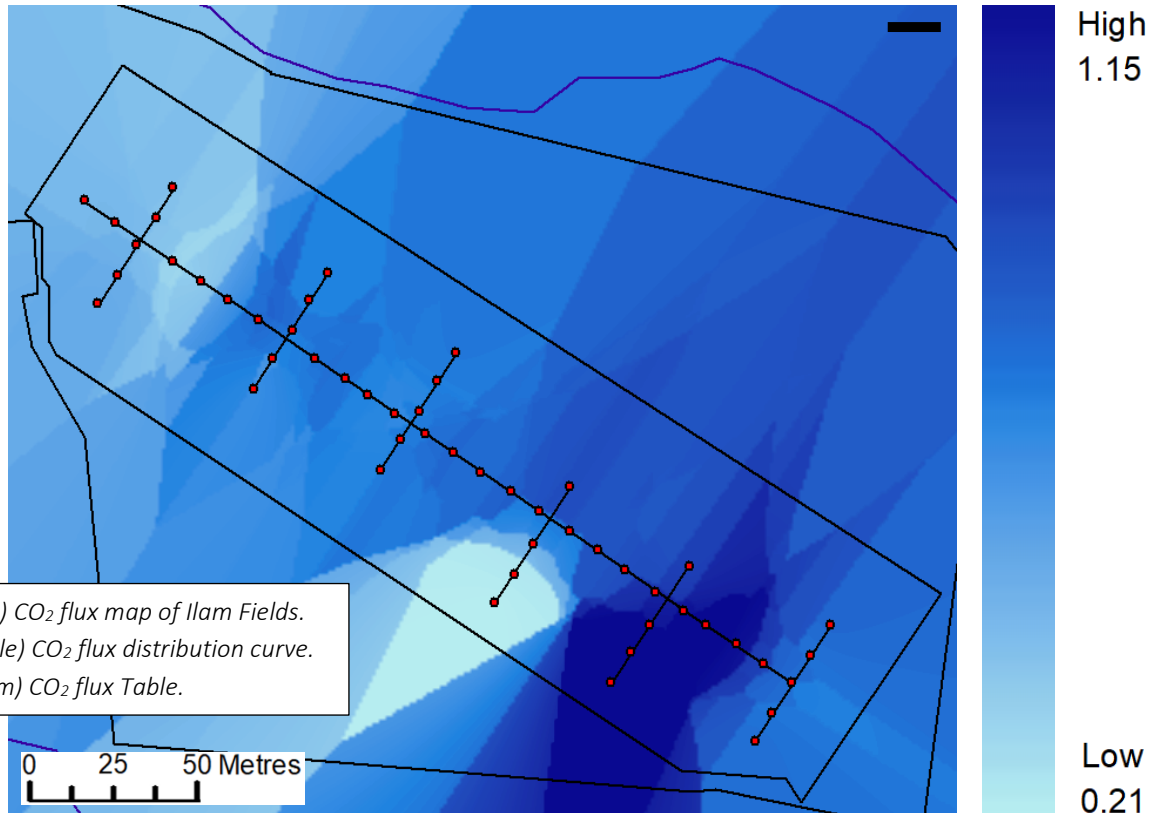 High
1.15
) CO2 flux map of Ilam Fields.
le) CO2 flux distribution curve.
m) CO2 flux Table.
0 25 50 Metres
Low
0.21